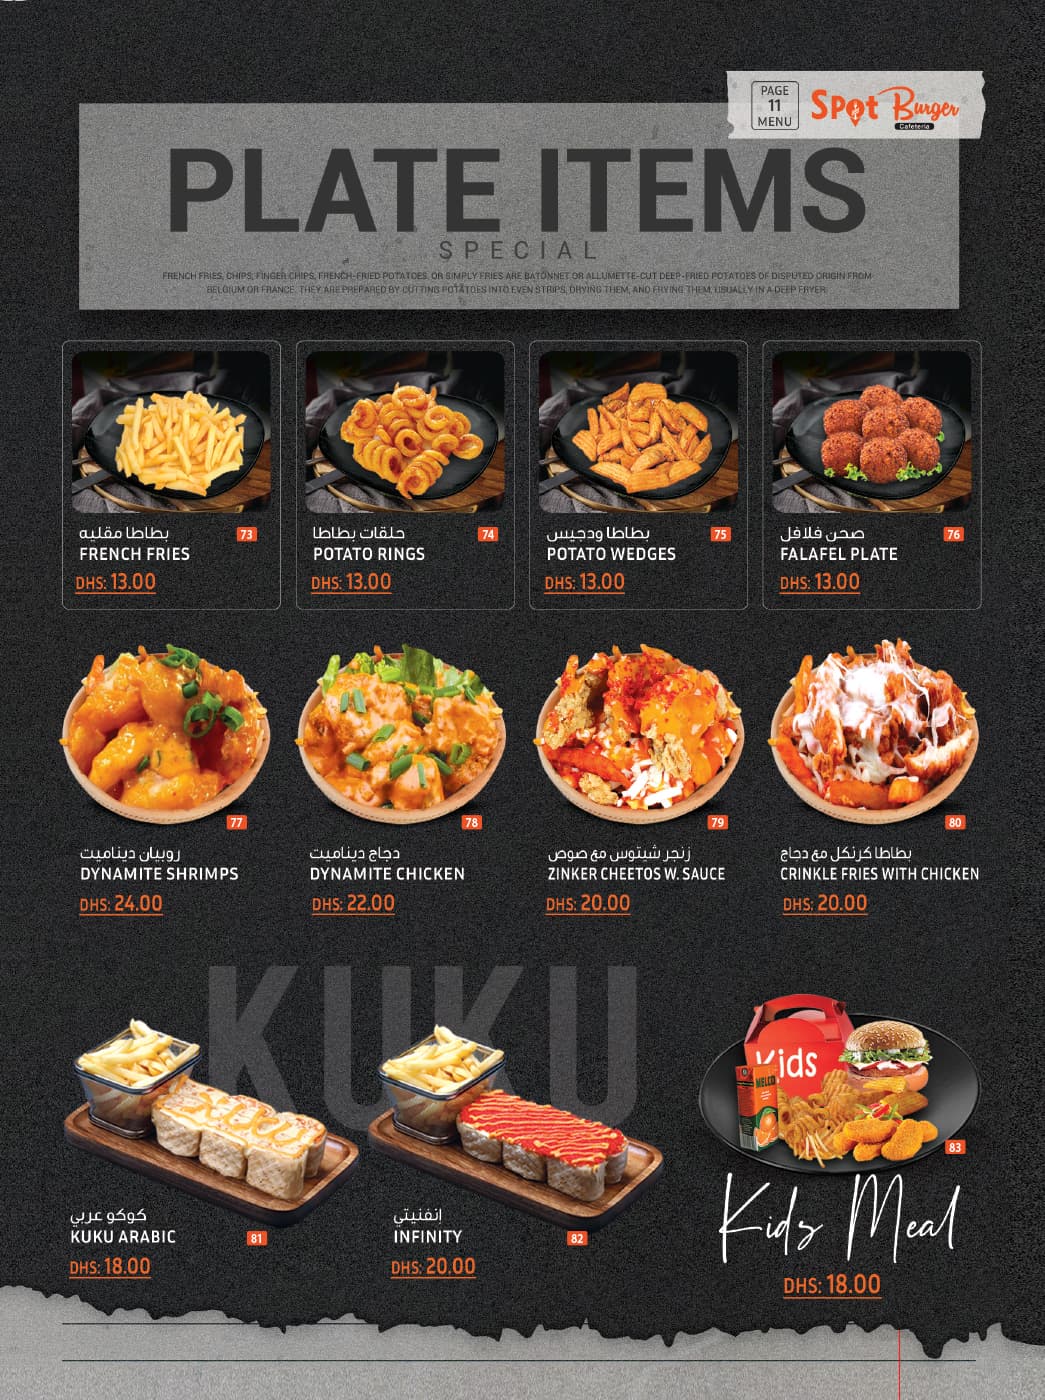 PAGE
11
MENU
Spot Burger
Cafeteria
PLATE ITEMS
SPECIAL
FRENCH FRIES, CHIPS, FINGER CHIPS, FRENCH-FRIED POTATOES, OR SIMPLY FRIES ARE BATONNET OR ALLUMETTE-CUT DEEP-FRIED POTATOES OF DISPUTED ORIGIN FROM
BELGIUM OR FRANCE. THEY ARE PREPARED BY CUTTING POTATOES INTO EVEN STRIPS, DRYING THEM, AND FRYING THEM, USUALLY IN A DEEP FRYER.
بطاطا مقليه
73
FRENCH FRIES
DHS: 13.00
حلقات بطاطا
74
POTATO RINGS
DHS: 13.00
بطاطا ودجيس
75
POTATO WEDGES
DHS: 13.00
صحن فلافل
76
FALAFEL PLATE
DHS: 13.00
77
روبيان ديناميت
DYNAMITE SHRIMPS
DHS: 24.00
78
دجاج ديناميت
DYNAMITE CHICKEN
DHS: 22.00
79
زنجر شيتوس مع صوص
ZINKER CHEETOS W. SAUCE
DHS: 20.00
80
بطاطا كرنكل مع دجاج
CRINKLE FRIES WITH CHICKEN
DHS: 20.00
KUKU
كوكو عربي
KUKU ARABIC
81
DHS: 18.00
إنفنيتي
INFINITY
82
DHS: 20.00
Kids
MELCO
83
Kids Meal
DHS: 18.00